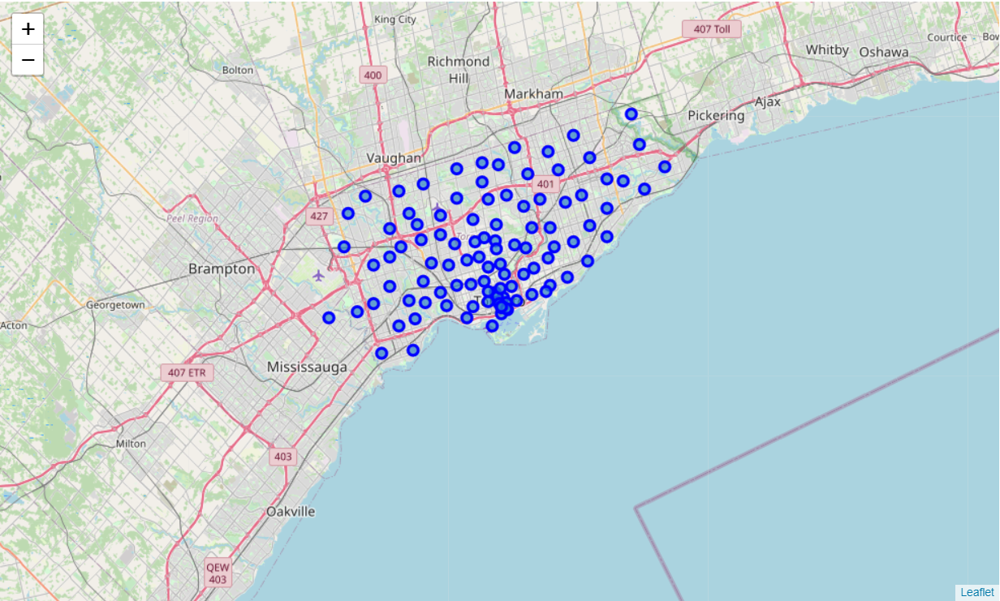 +
−
King City
407 Toll
Courtice
Whitby
Oshawa
Richmond
Hill
Bolton
400
Markham
Ajax
Pickering
Vaughan
401
427
Peel Region
Brampton
Georgetown
Acton
Mississauga
407 ETR
Milton
403
Oakville
QEW
403
Leaflet